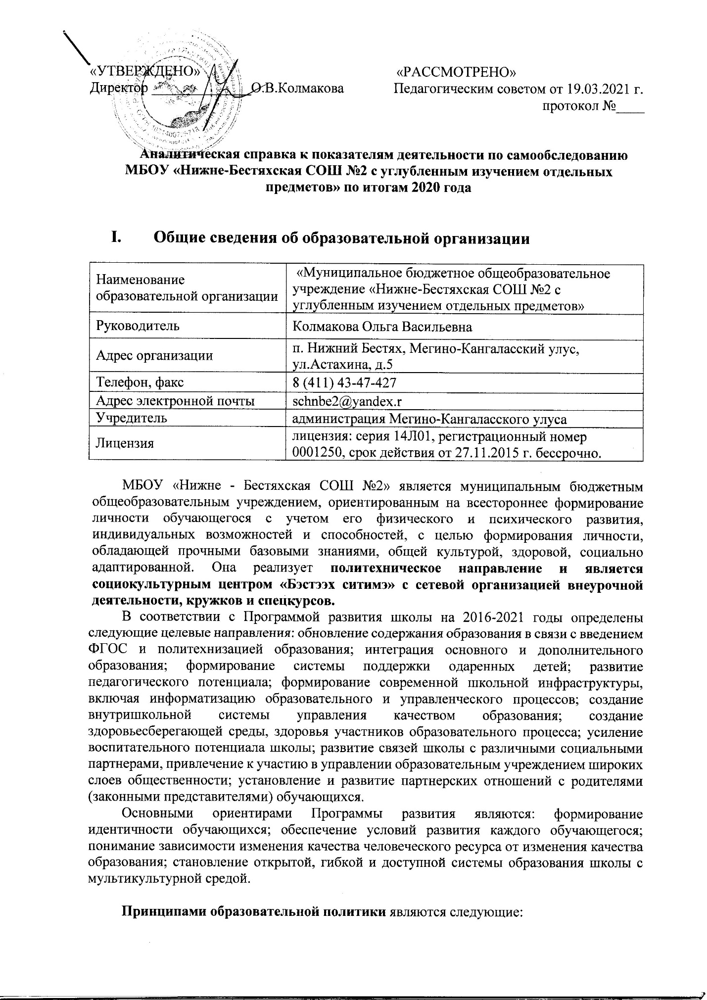 «УТВЕРЖДЕНО»
Директор ______________О.В.Колмакова
«РАССМОТРЕНО»
Педагогическим советом от 19.03.2021 г.
протокол №____
Аналитическая справка к показателям деятельности по самообследованию
МБОУ «Нижне-Бестяхская СОШ №2 с углубленным изучением отдельных
предметов» по итогам 2020 года
I. Общие сведения об образовательной организации
Наименование
образовательной организации
«Муниципальное бюджетное общеобразовательное
учреждение «Нижне-Бестяхская СОШ №2 с
углубленным изучением отдельных предметов»
Руководитель
Колмакова Ольга Васильевна
Адрес организации
п. Нижний Бестях, Мегино-Кангаласский улус,
ул.Астахина, д.5
Телефон, факс
8 (411) 43-47-427
Адрес электронной почты
schnbe2@yandex.r
Учредитель
администрация Мегино-Кангаласского улуса
Лицензия
лицензия: серия 14Л01, регистрационный номер
0001250, срок действия от 27.11.2015 г. бессрочно.
МБОУ «Нижне - Бестяхская СОШ №2» является муниципальным бюджетным
общеобразовательным учреждением, ориентированным на всестороннее формирование
личности обучающегося с учетом его физического и психического развития,
индивидуальных возможностей и способностей, с целью формирования личности,
обладающей прочными базовыми знаниями, общей культурой, здоровой, социально
адаптированной. Она реализует политехническое направление и является
социокультурным центром «Бэстээх ситимэ» с сетевой организацией внеурочной
деятельности, кружков и спецкурсов.
В соответствии с Программой развития школы на 2016-2021 годы определены
следующие целевые направления: обновление содержания образования в связи с введением
ФГОС и политехнизацией образования; интеграция основного и дополнительного
образования; формирование системы поддержки одаренных детей; развитие
педагогического потенциала; формирование современной школьной инфраструктуры,
включая информатизацию образовательного и управленческого процессов; создание
внутришкольной системы управления качеством образования; создание
здоровьесберегающей среды, здоровья участников образовательного процесса; усиление
воспитательного потенциала школы; развитие связей школы с различными социальными
партнерами, привлечение к участию в управлении образовательным учреждением широких
слоев общественности; установление и развитие партнерских отношений с родителями
(законными представителями) обучающихся.
Основными ориентирами Программы развития являются: формирование
идентичности обучающихся; обеспечение условий развития каждого обучающегося;
понимание зависимости изменения качества человеческого ресурса от изменения качества
образования; становление открытой, гибкой и доступной системы образования школы с
мультикультурной средой.
Принципами образовательной политики являются следующие: